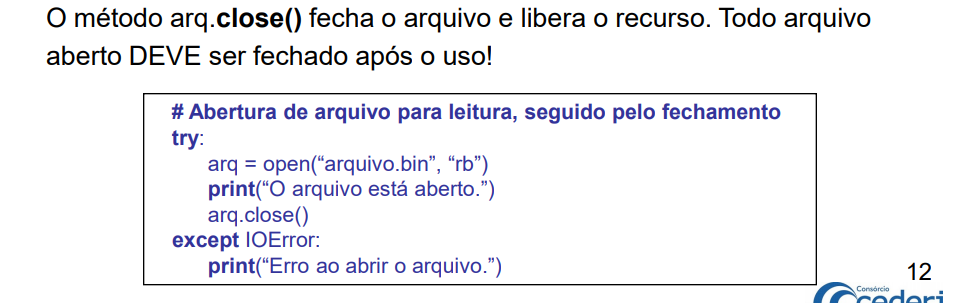 O método arq.close() fecha o arquivo e libera o recurso. Todo arquivo
aberto DEVE ser fechado após o uso!
# Abertura de arquivo para leitura, seguido pelo fechamento
try:
arq = open(“arquivo.bin”, “rb”)
print(“O arquivo está aberto.”)
arq.close()
except IOError:
print(“Erro ao abrir o arquivo.”)
12
Consórcio
cederj